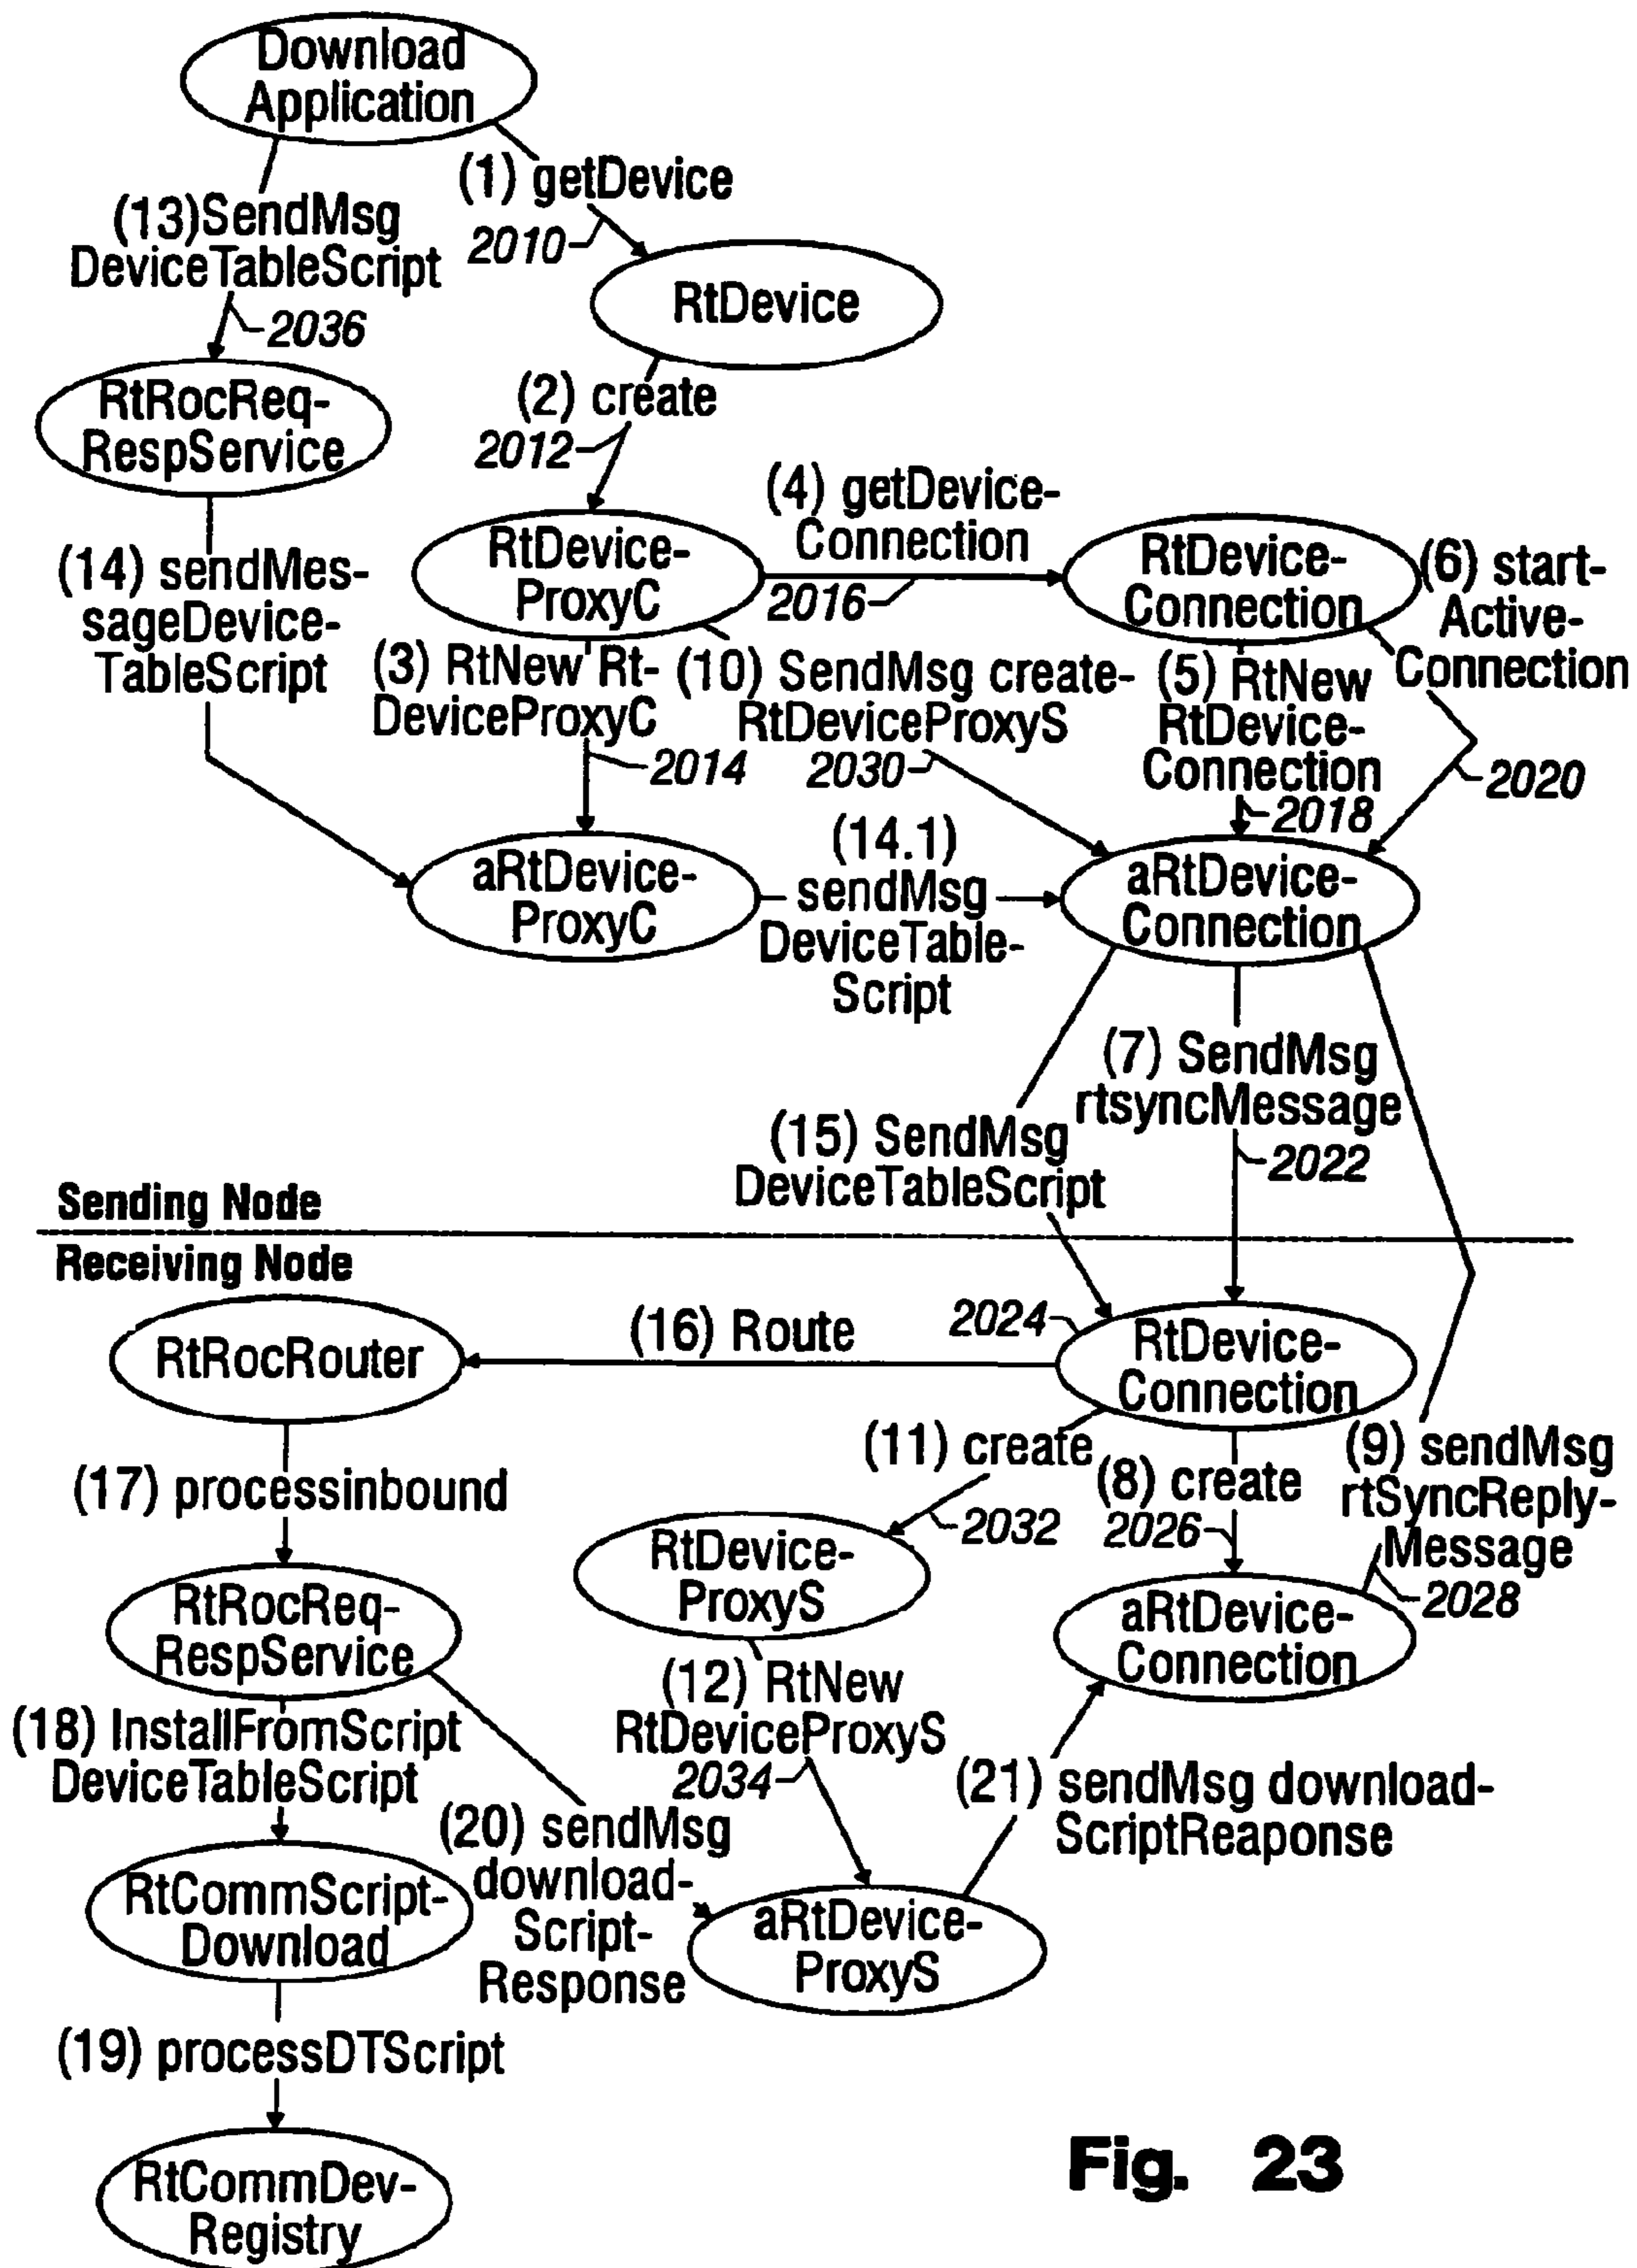 Download
Application
(1) getDevice
2010
(13)SendMsg
DeviceTableScript
2036
RtDevice
RtRocReq-
RespService
(2) create
2012
(4) getDevice-
Connection
2016
RtDevice-
ProxyC
RtDevice-
Connection
(6) start-
Active-
Connection
2020
(14) sendMes-
sageDevice-
TableScript
(3) RtNew Rt-
DeviceProxyC
2014
(10) SendMsg create-
RtDeviceProxyS
2030
(5) RtNew
RtDevice-
Connection
2018
aRtDevice-
ProxyC
(14.1)
sendMsg
DeviceTable-
Script
aRtDevice-
Connection
(7) SendMsg
rtsyncMessage
2022
(15) SendMsg
DeviceTableScript
Sending Node
Receiving Node
RtRocRouter
(16) Route
2024
RtDevice-
Connection
(11) create
2032
(8) create
2026
(9) sendMsg
rtSyncReply-
Message
2028
(17) processinbound
RtDevice-
ProxyS
aRtDevice-
Connection
RtRocReq-
RespService
(12) RtNew
RtDeviceProxyS
2034
(18) InstallFromScript
DeviceTableScript
(21) sendMsg download-
ScriptReaponse
(20) sendMsg
download-
Script-
Response
RtCommScript-
Download
aRtDevice-
ProxyS
(19) processDTScript
RtCommDev-
Registry
Fig. 23